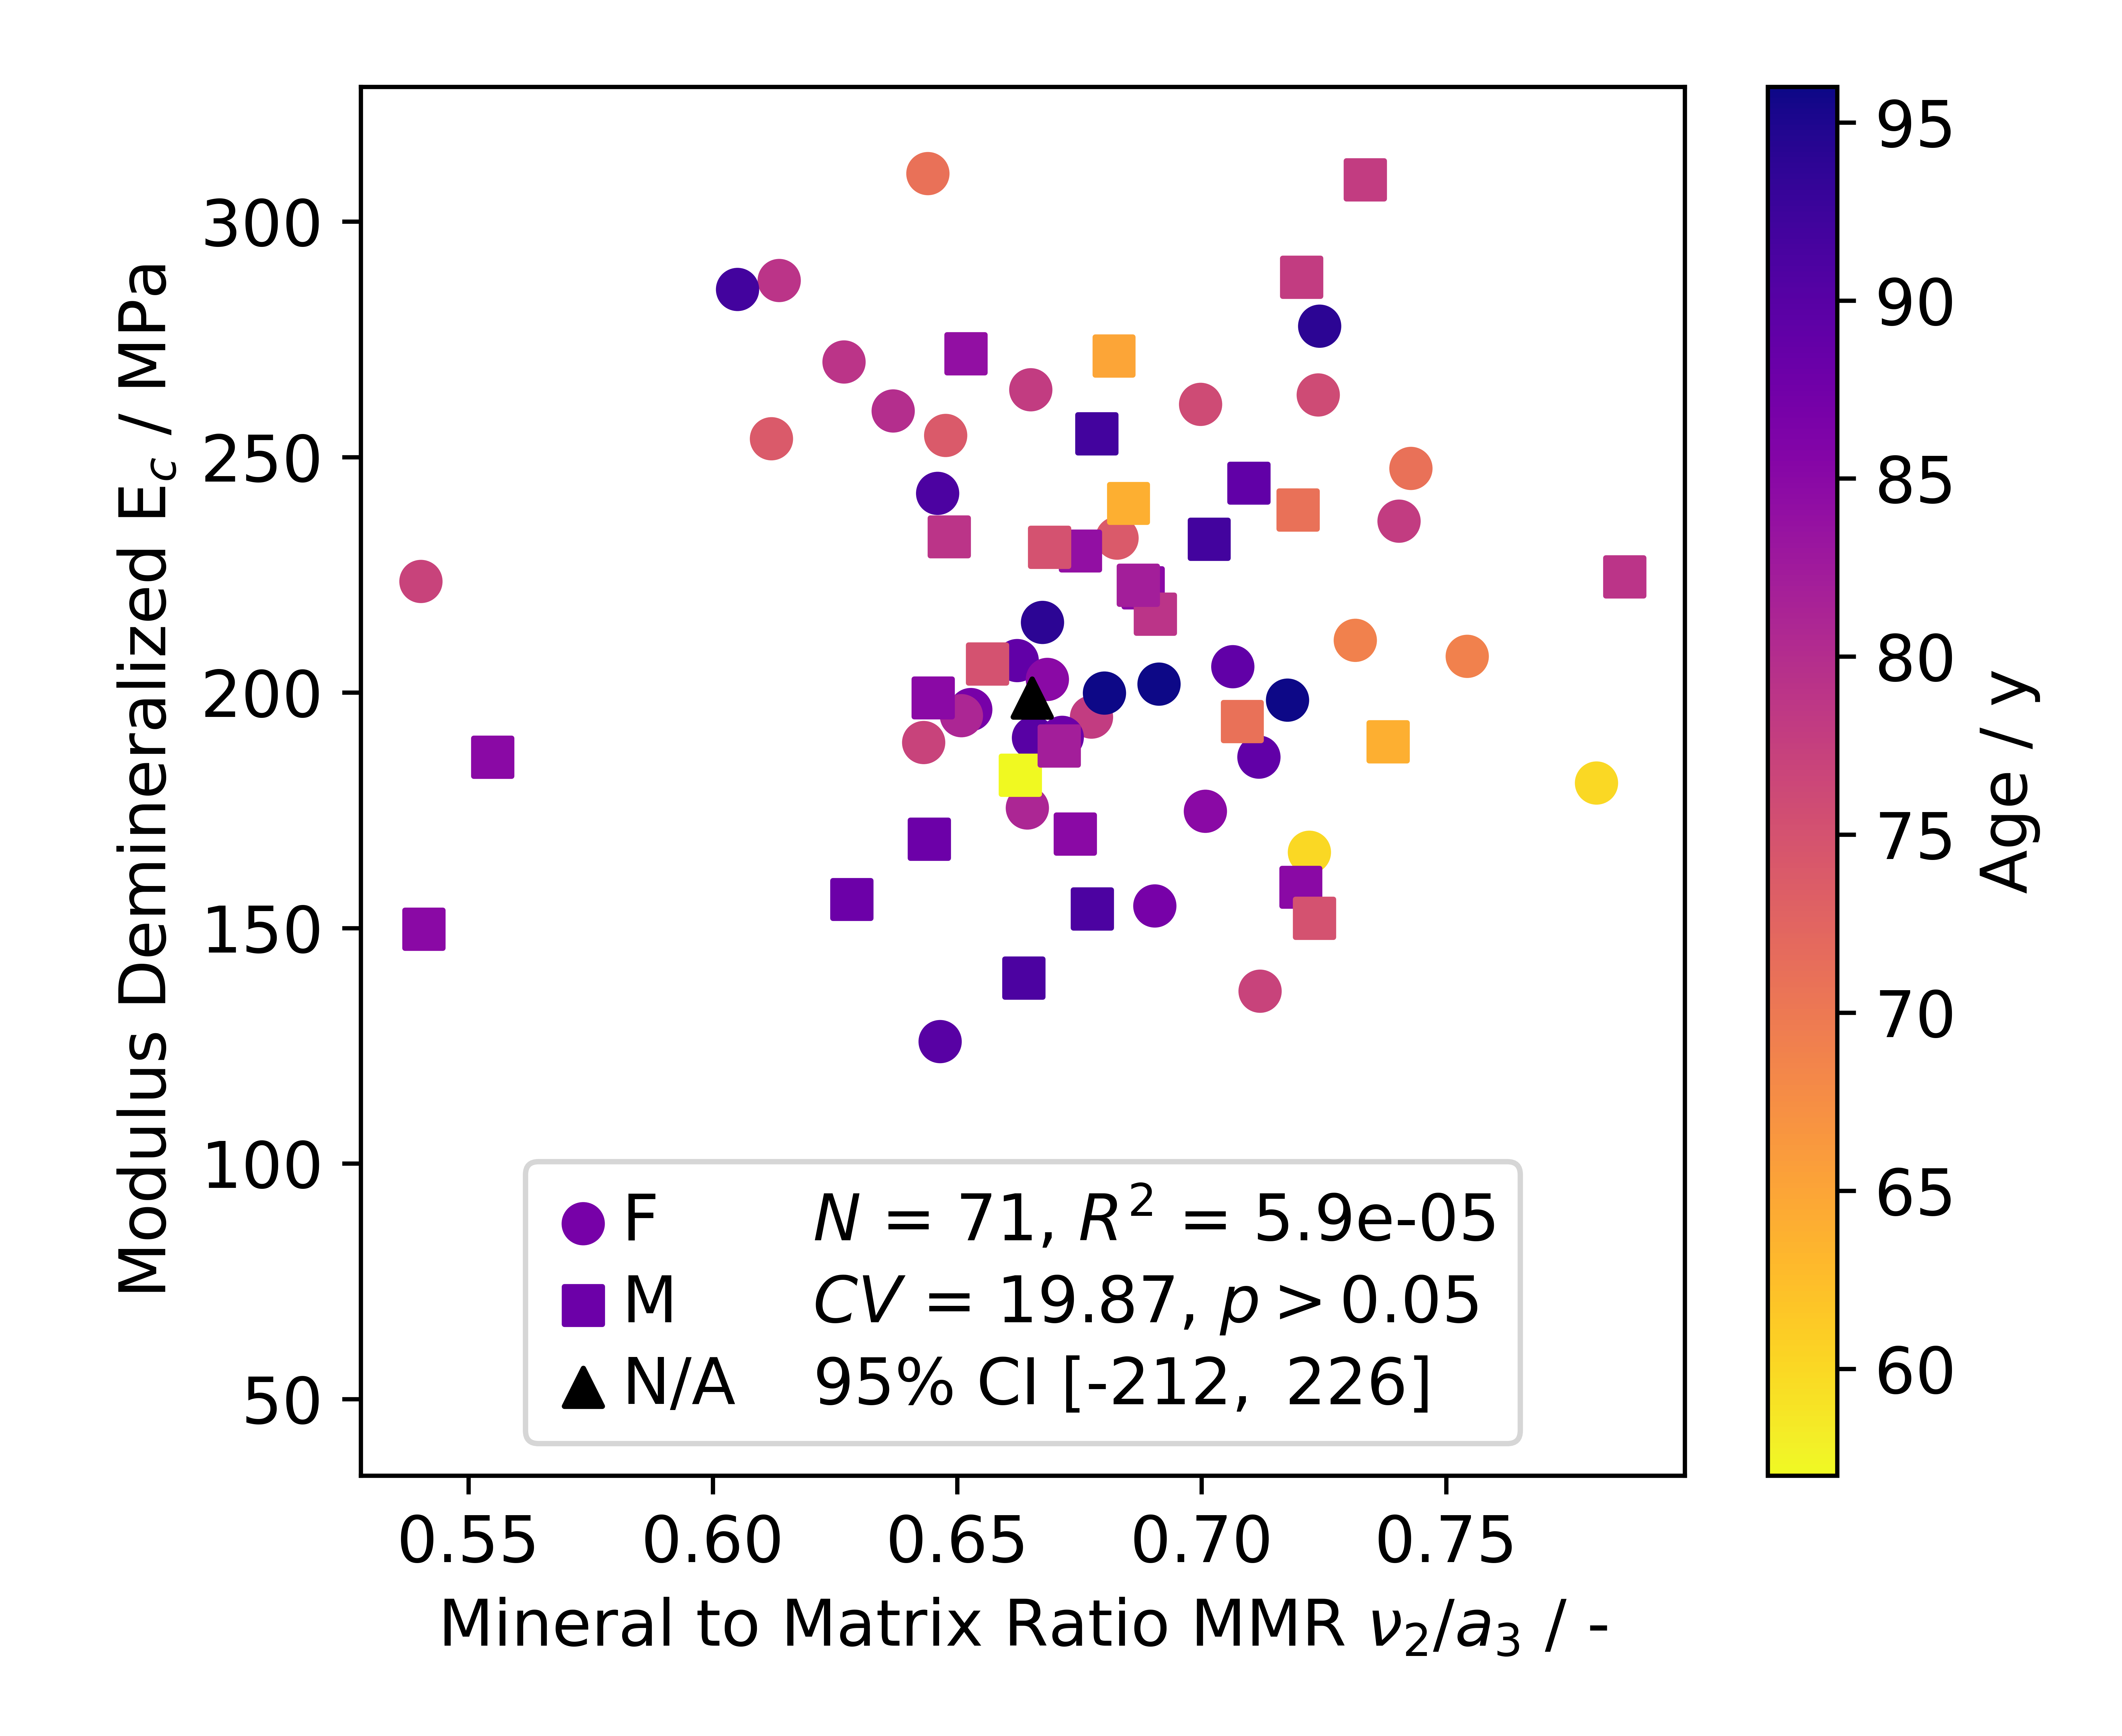 300
250
200
150
100
50
Modulus Demineralized E_c / MPa
F N = 71, R² = 5.9e-05
M CV = 19.87, p > 0.05
N/A 95% CI [-212, 226]
0.55 0.60 0.65 0.70 0.75
Mineral to Matrix Ratio MMR ν₂/a₃ / -
95
90
85
80
75
70
65
60
Age / y